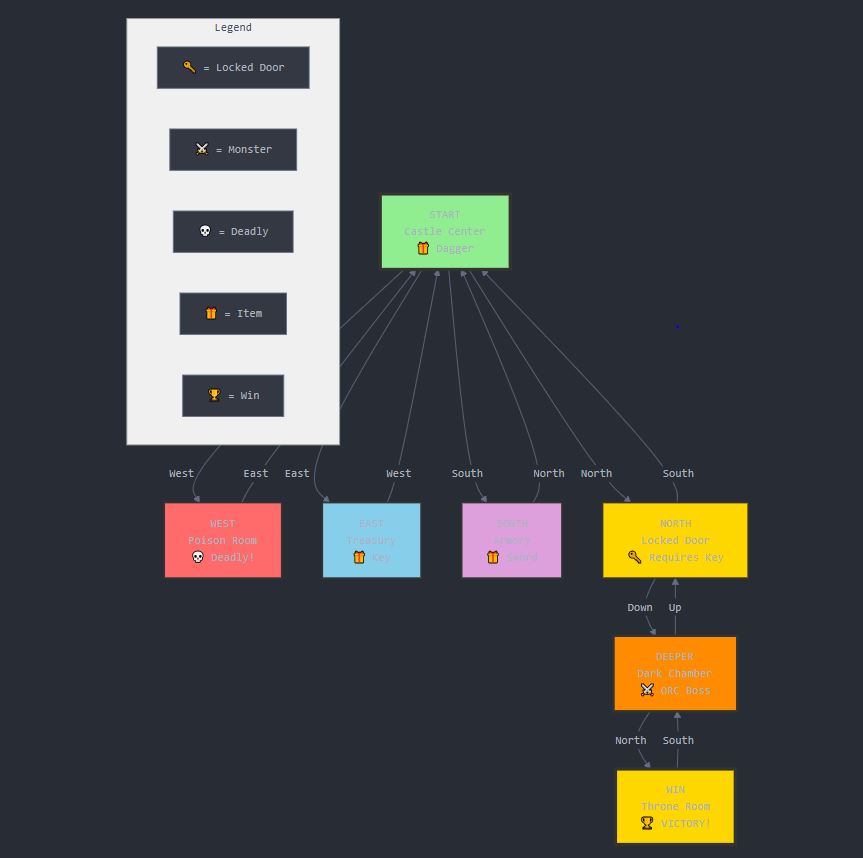 Legend
🔑 = Locked Door
⚔ = Monster
💀 = Deadly
🎁 = Item
🏆 = Win
START
Castle Center
🎁 Dagger
West
East
East
West
South
North
North
South
WEST
Poison Room
💀 Deadly!
EAST
Treasury
🎁 Key
SOUTH
Armory
🎁 Sword
NORTH
Locked Door
🔑 Requires Key
Down
Up
DEEPER
Dark Chamber
⚔ ORC Boss
North
South
WIN
Throne Room
🏆 VICTORY!